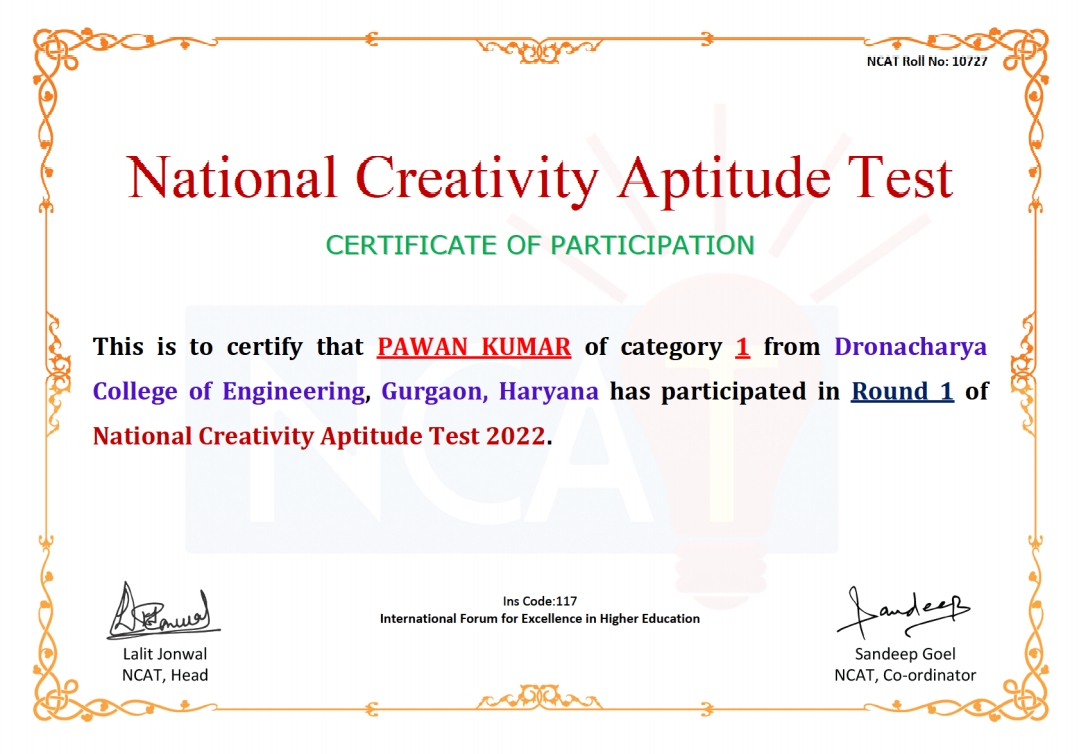 NCAT Roll No: 10727
National Creativity Aptitude Test
CERTIFICATE OF PARTICIPATION
This is to certify that PAWAN KUMAR of category 1 from Dronacharya
College of Engineering, Gurgaon, Haryana has participated in Round 1 of
National Creativity Aptitude Test 2022.
NCAT
Ins Code:117
International Forum for Excellence in Higher Education
Sandeep
Lalit Jonwal
NCAT, Head
Sandeep Goel
NCAT, Co-ordinator